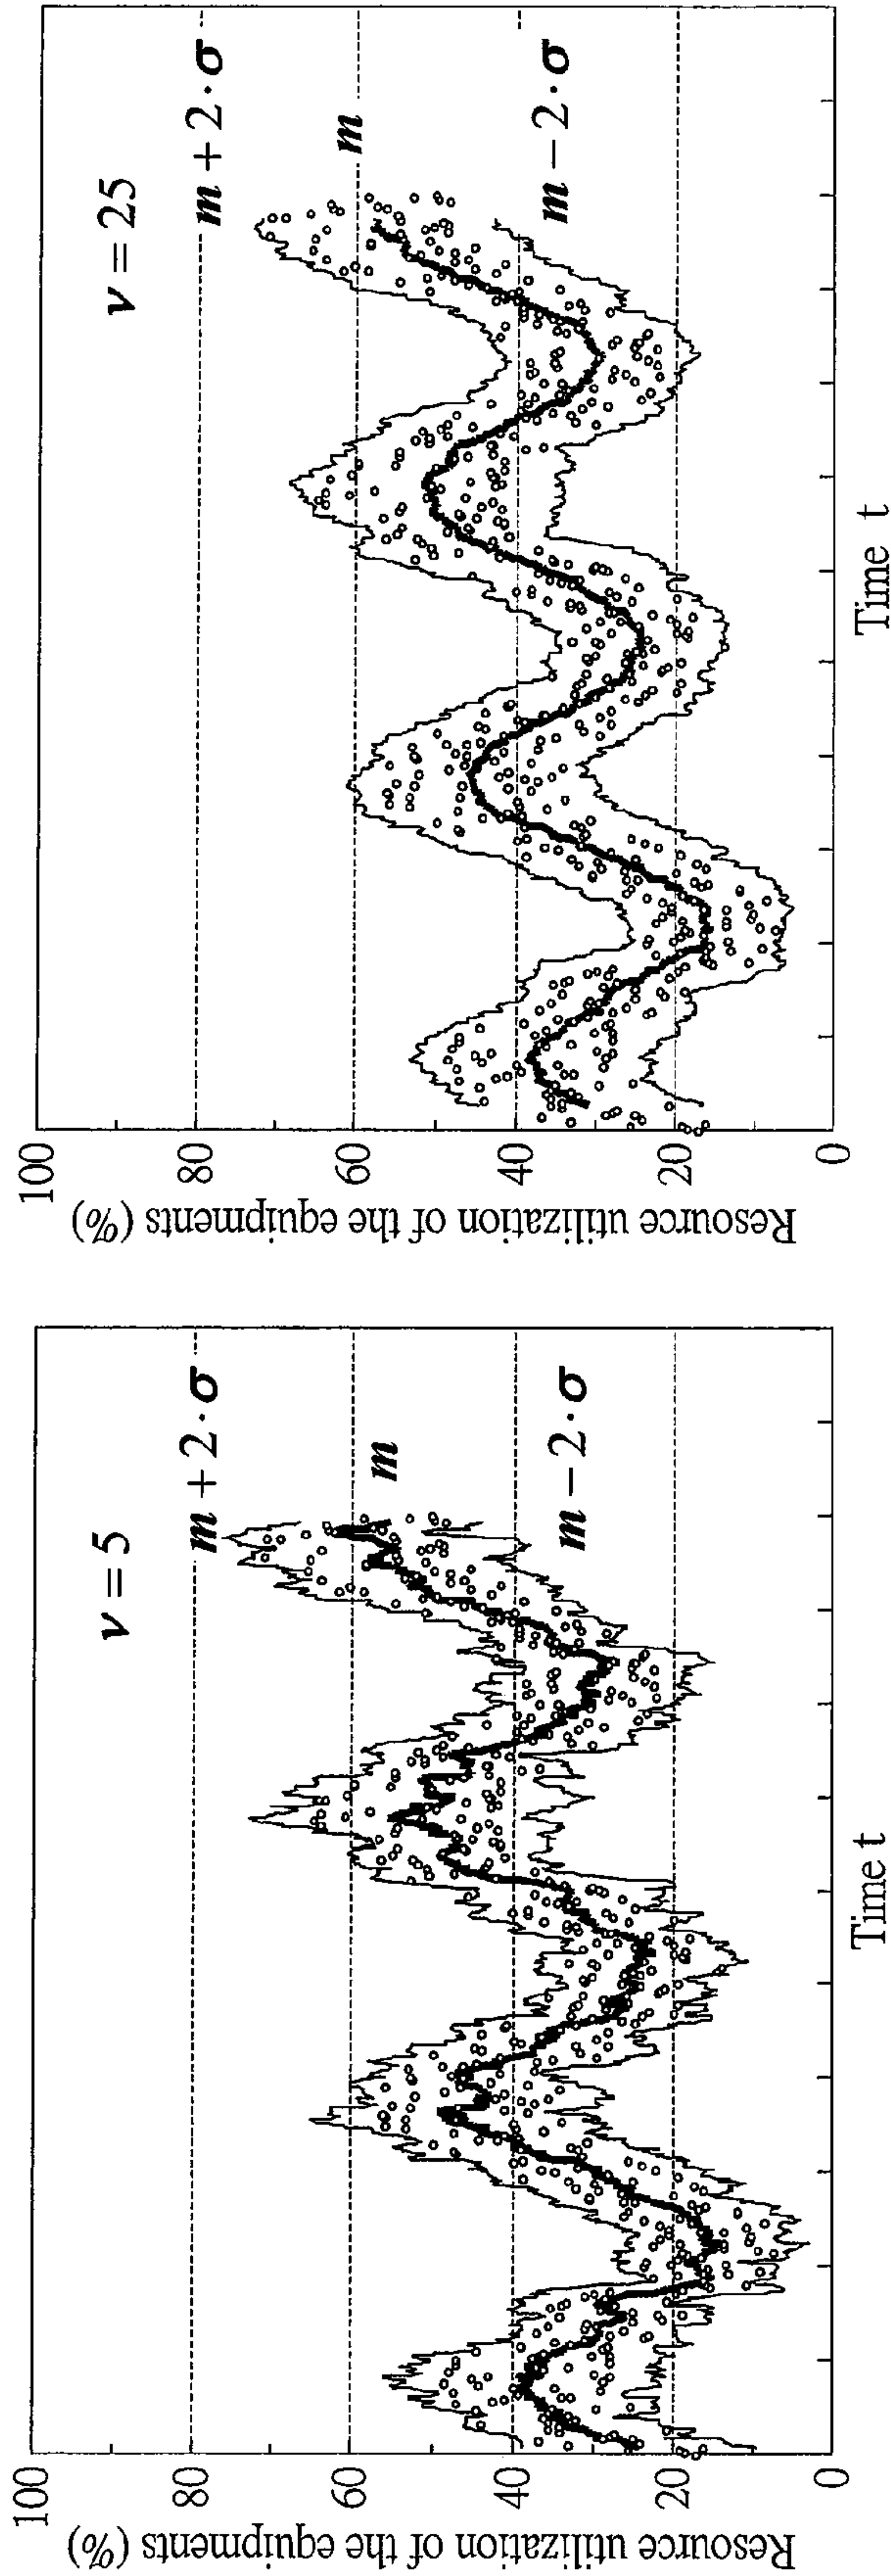 ν = 5
m + 2·σ
m
m − 2·σ
100
80
60
40
20
0
Resource utilization of the equipments (%)
Time t
ν = 25
m + 2·σ
m
m − 2·σ
100
80
60
40
20
0
Resource utilization of the equipments (%)
Time t